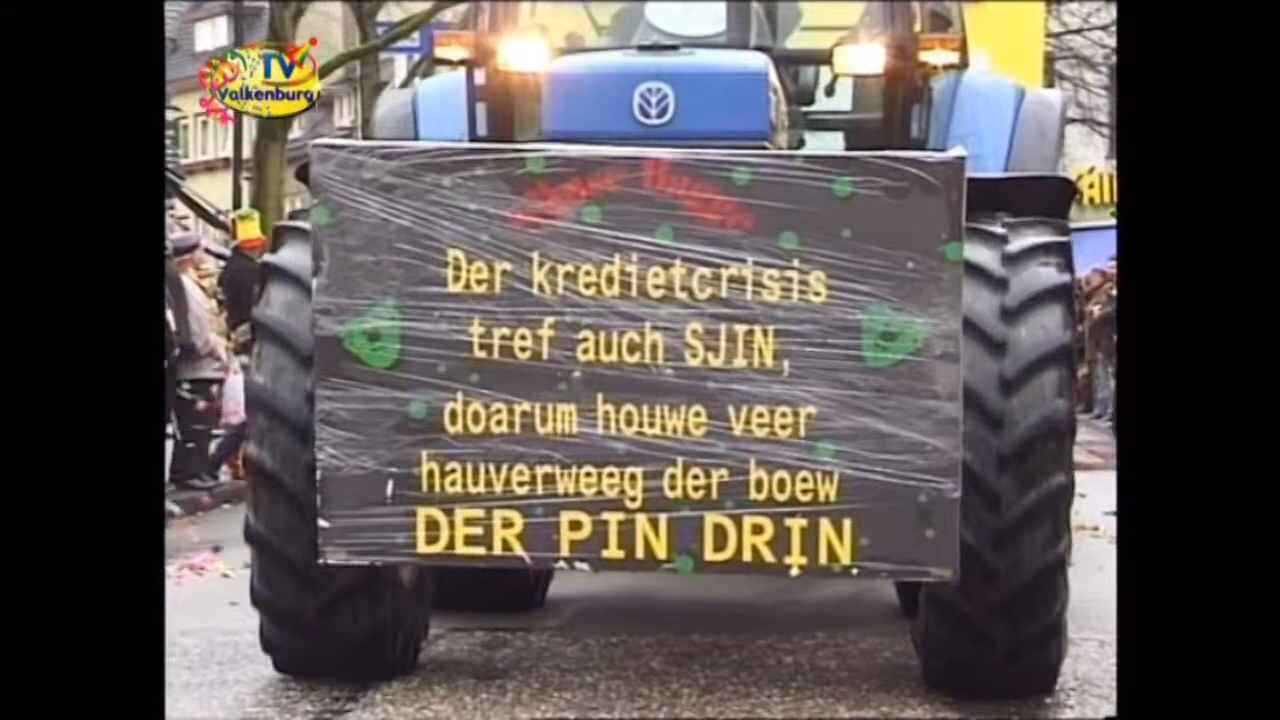 TV
Valkenburg
Der kredietcrisis
tref auch SJIN,
doarum houwe veer
hauverweeg der boew
DER PIN DRIN